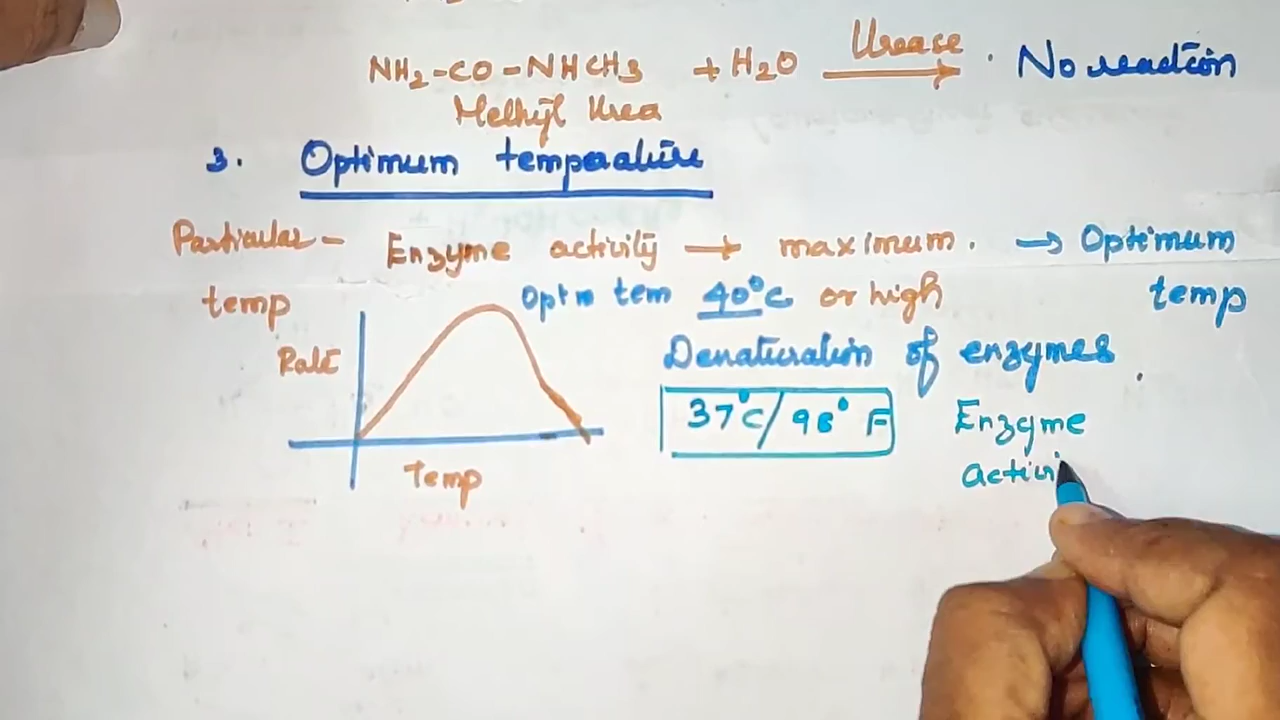 NH2-CO-NHCH3 + H2O Urease No reaction
Methyl Urea
3. Optimum temperature
Particular - Enzyme activity → maximum. → Optimum
temp Optm tem 40°C or high temp
Rate Denaturation of enzymes.
37°C/98° F Enzyme
Temp activi